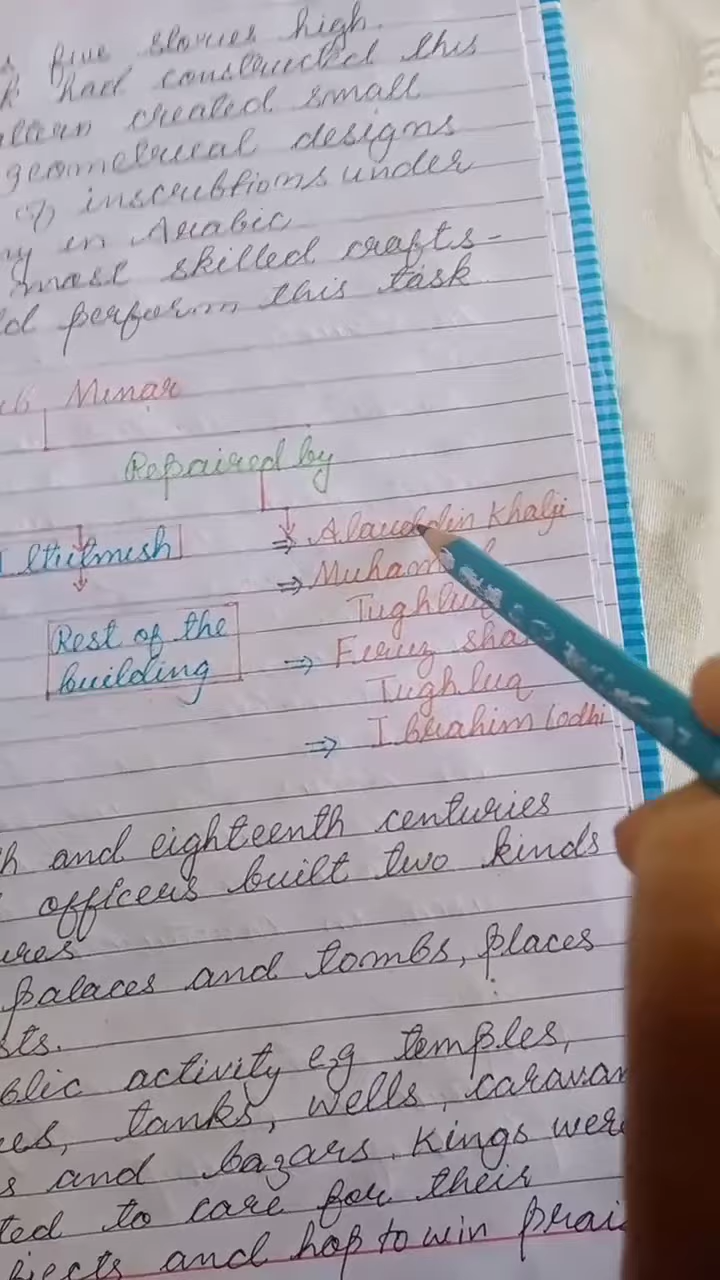 five stories high.
had constructed this
created small
geometrical designs
inscriptions under
in Arabic
most skilled crafts-
perform this task
Minar
Repaired by
⇒ Alauddin Khalji
Iltutmish
⇒ Muham
Tughluq
Rest of the
building
⇒ Firuz sha
Tughluq
⇒ Ibrahim Lodhi
and eighteenth centuries
officers built two kinds
palaces and tombs, places
activity e.g temples,
tanks, wells, caravan
and bazars. Kings were
to care for their
and hop to win prai